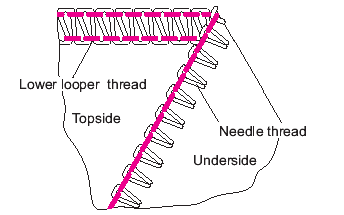 Lower looper thread
Topside
Needle thread
Underside